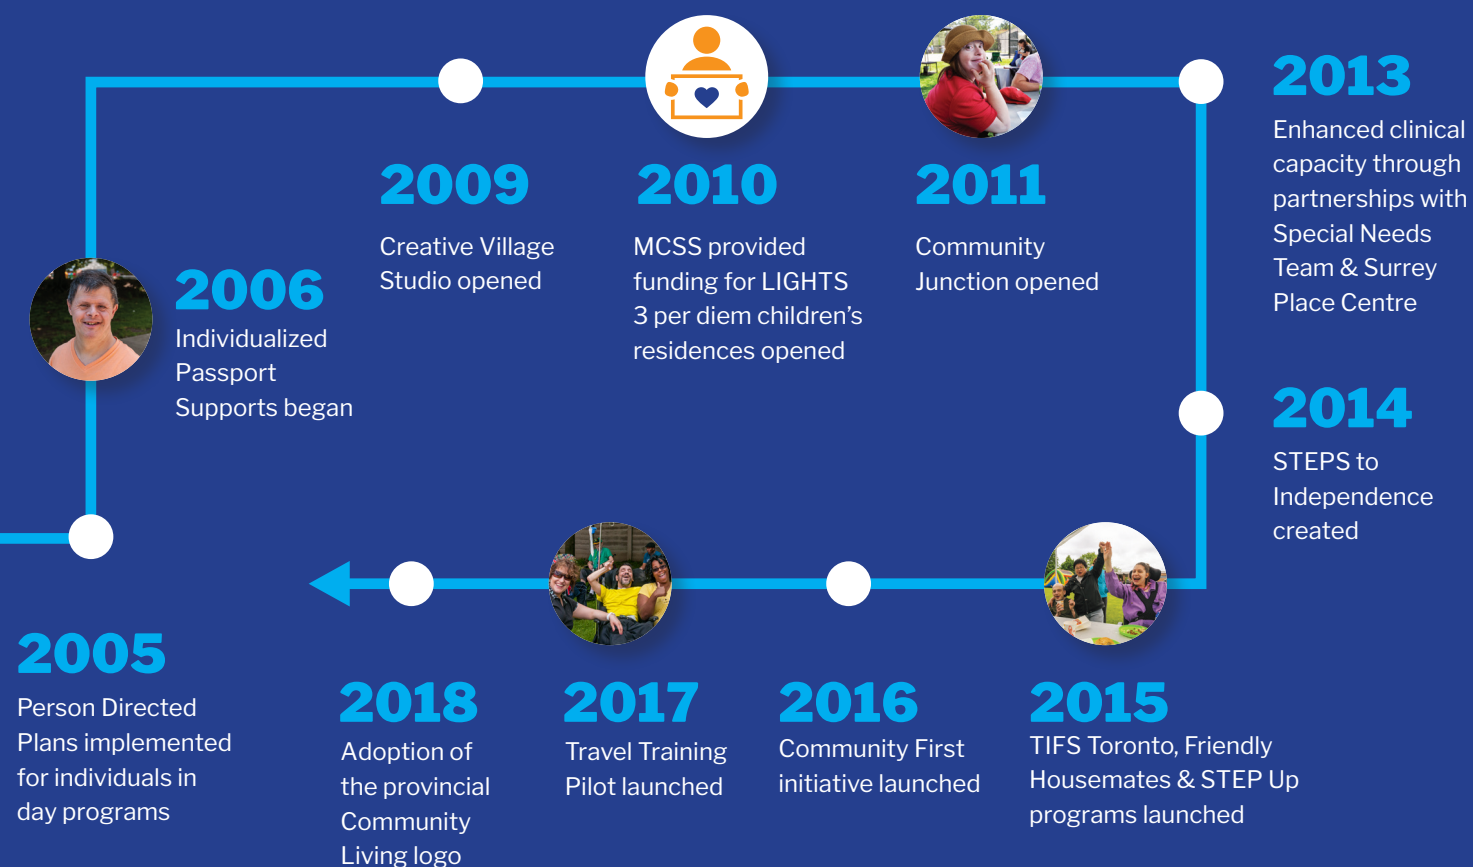 2005
Person Directed
Plans implemented
for individuals in
day programs
2006
Individualized
Passport
Supports began
2009
Creative Village
Studio opened
2010
MCSS provided
funding for LIGHTS
3 per diem children’s
residences opened
2011
Community
Junction opened
2013
Enhanced clinical
capacity through
partnerships with
Special Needs
Team & Surrey
Place Centre
2014
STEPS to
Independence
created
2015
TIFS Toronto, Friendly
Housemates & STEP Up
programs launched
2016
Community First
initiative launched
2017
Travel Training
Pilot launched
2018
Adoption of
the provincial
Community
Living logo